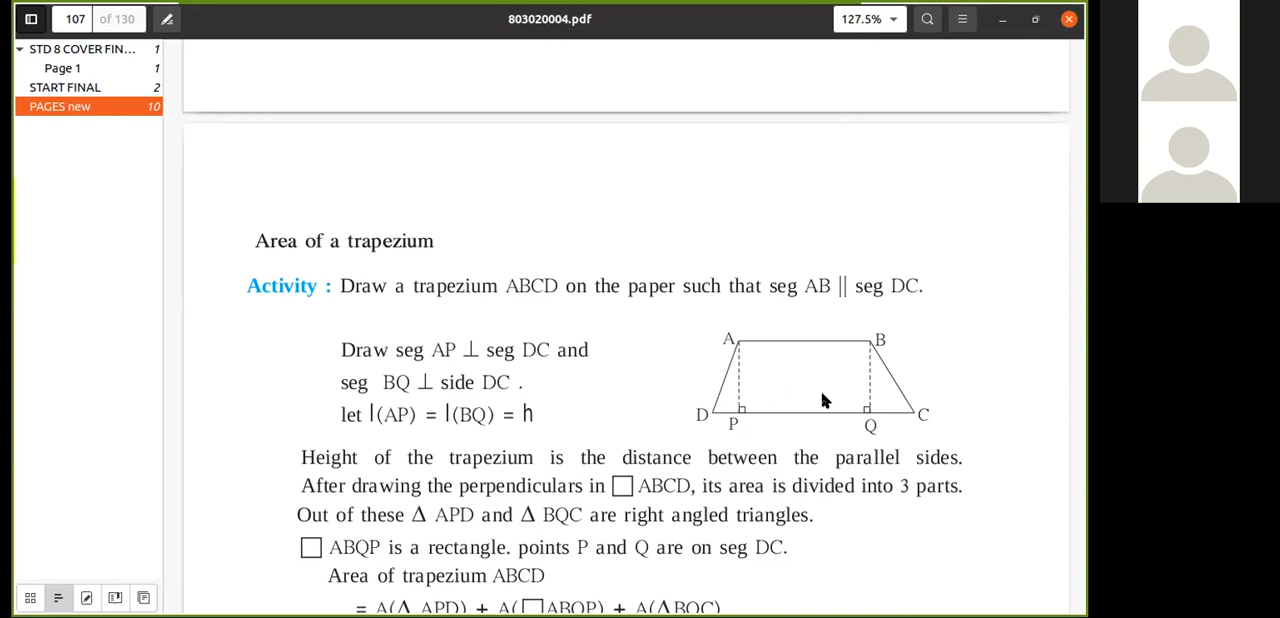 107 of 130
803020004.pdf
127.5%
STD 8 COVER FIN... 1
Page 1 1
START FINAL 2
PAGES new 10
Area of a trapezium
Activity : Draw a trapezium ABCD on the paper such that seg AB || seg DC.
Draw seg AP ⊥ seg DC and
seg BQ ⊥ side DC .
let l(AP) = l(BQ) = h
A B
D P Q C
Height of the trapezium is the distance between the parallel sides.
After drawing the perpendiculars in □ ABCD, its area is divided into 3 parts.
Out of these Δ APD and Δ BQC are right angled triangles.
□ ABQP is a rectangle. points P and Q are on seg DC.
Area of trapezium ABCD
= A(Δ APD) + A(□ABQP) + A(ΔBQC)